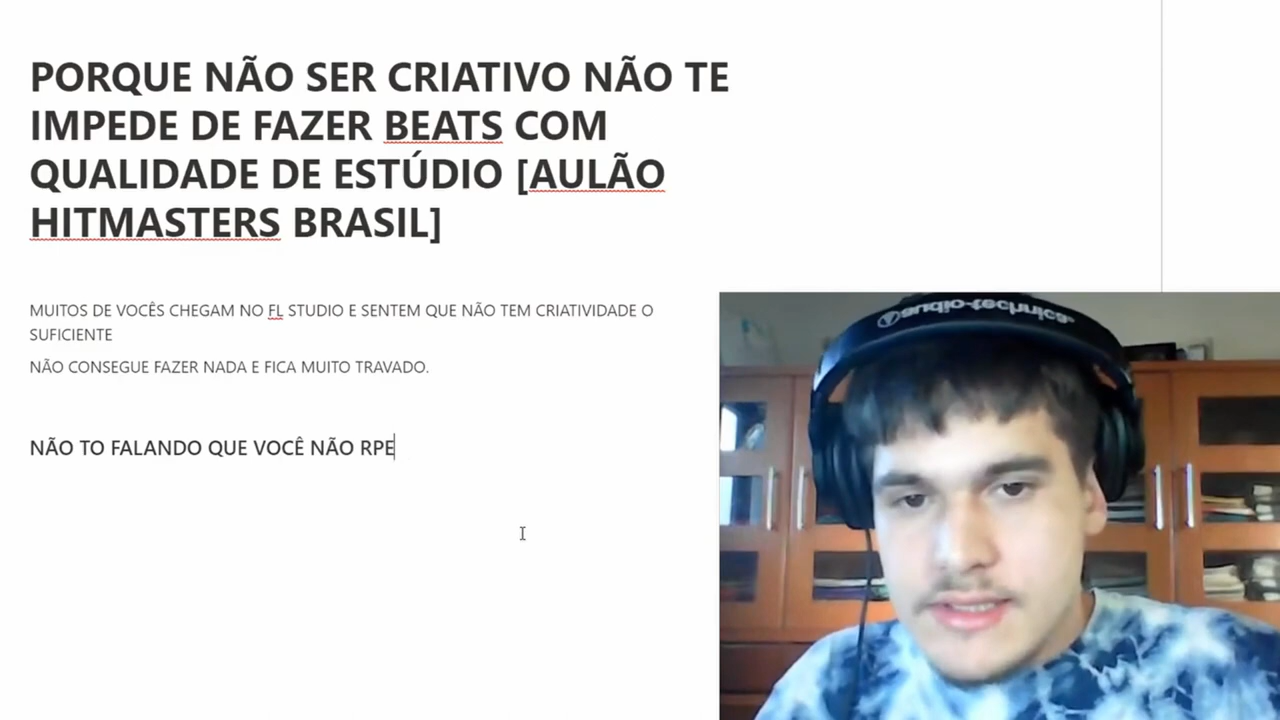 PORQUE NÃO SER CRIATIVO NÃO TE
IMPEDE DE FAZER BEATS COM
QUALIDADE DE ESTÚDIO [AULÃO
HITMASTERS BRASIL]
MUITOS DE VOCÊS CHEGAM NO FL STUDIO E SENTEM QUE NÃO TEM CRIATIVIDADE O
SUFICIENTE
NÃO CONSEGUE FAZER NADA E FICA MUITO TRAVADO.
NÃO TO FALANDO QUE VOCÊ NÃO RPE
audio-technica